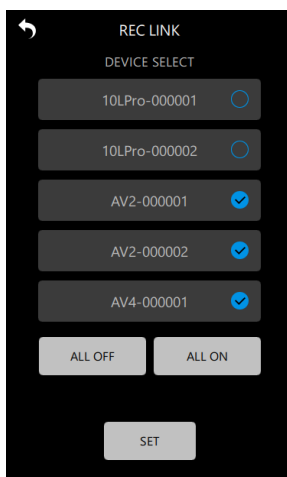 REC LINK
DEVICE SELECT
10LPro-000001
10LPro-000002
AV2-000001
AV2-000002
AV4-000001
ALL OFF ALL ON
SET